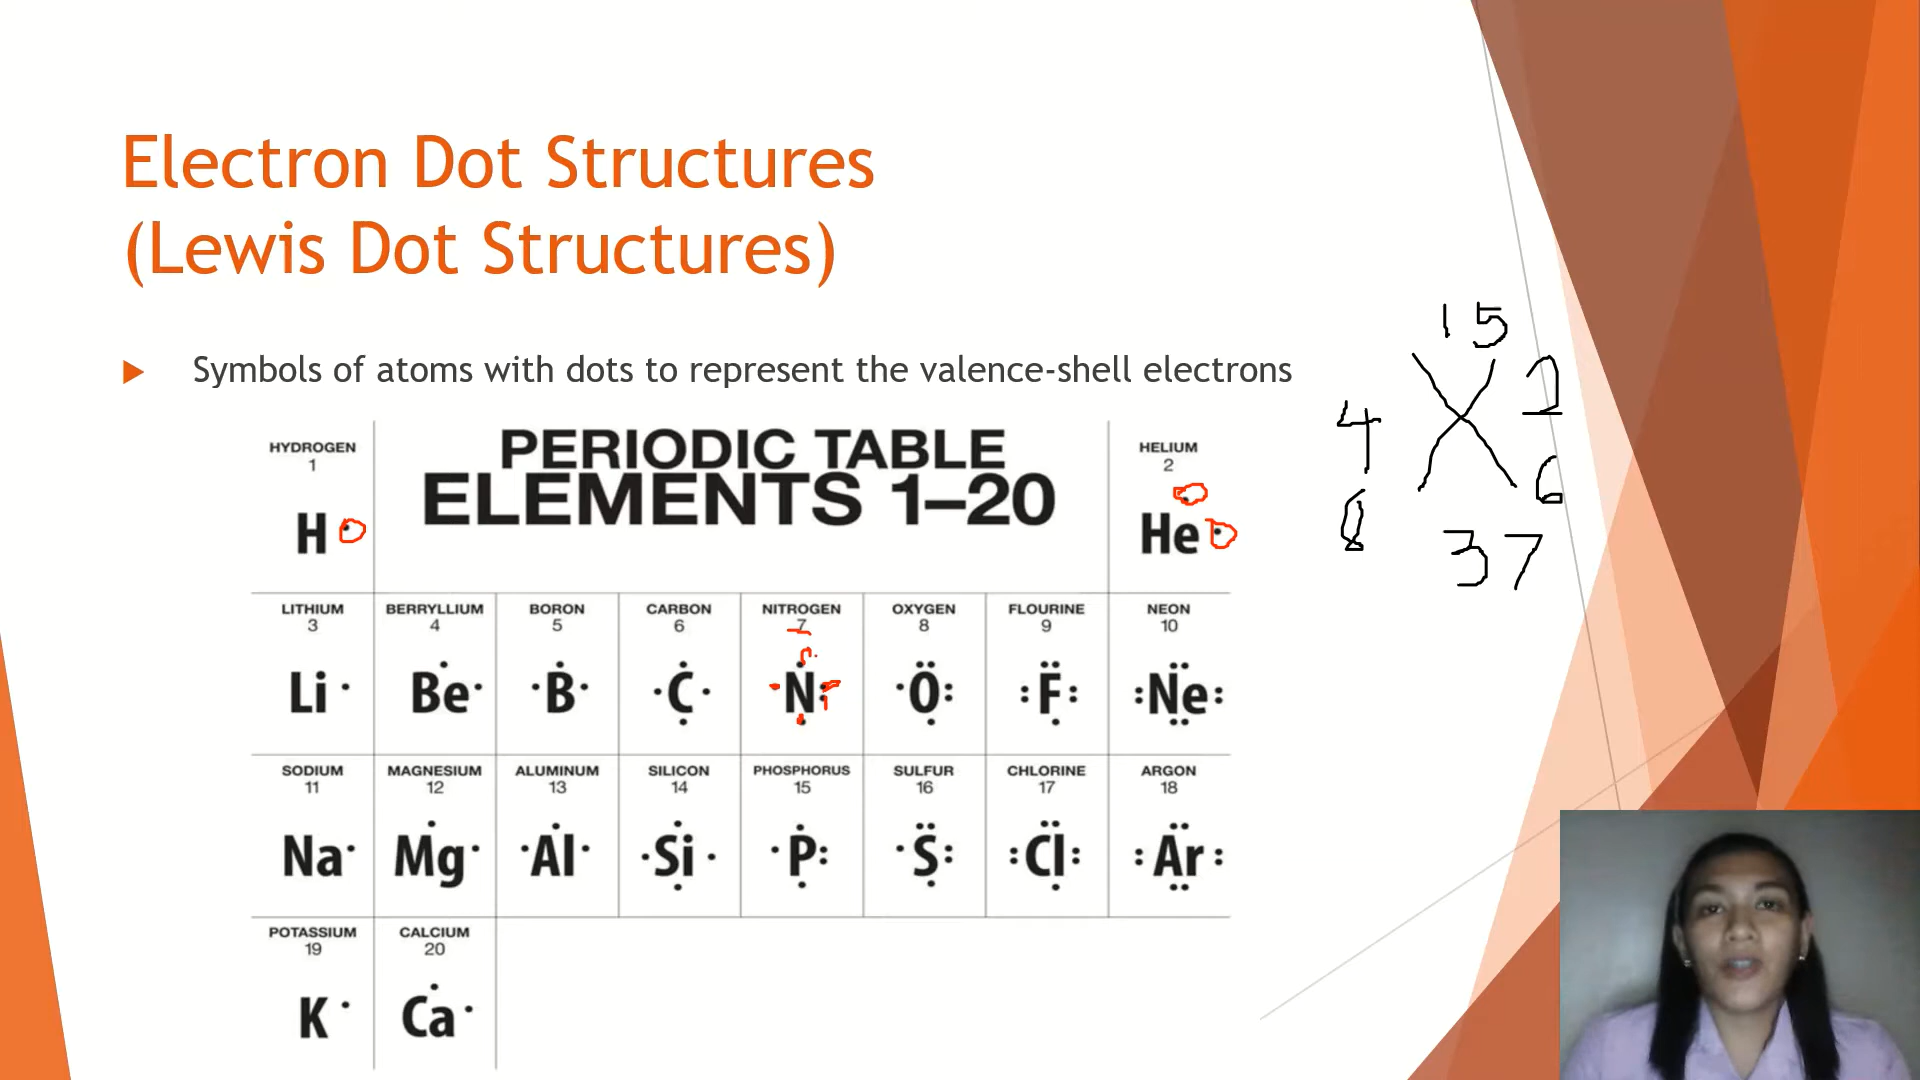 Electron Dot Structures
(Lewis Dot Structures)
Symbols of atoms with dots to represent the valence-shell electrons
15
4 2
8 6
37
PERIODIC TABLE
ELEMENTS 1–20
HYDROGEN HELIUM
1 2
H He
LITHIUM BERRYLLIUM BORON CARBON NITROGEN OXYGEN FLOURINE NEON
3 4 5 6 7 8 9 10
Li Be B C N O F Ne
SODIUM MAGNESIUM ALUMINUM SILICON PHOSPHORUS SULFUR CHLORINE ARGON
11 12 13 14 15 16 17 18
Na Mg Al Si P S Cl Ar
POTASSIUM CALCIUM
19 20
K Ca